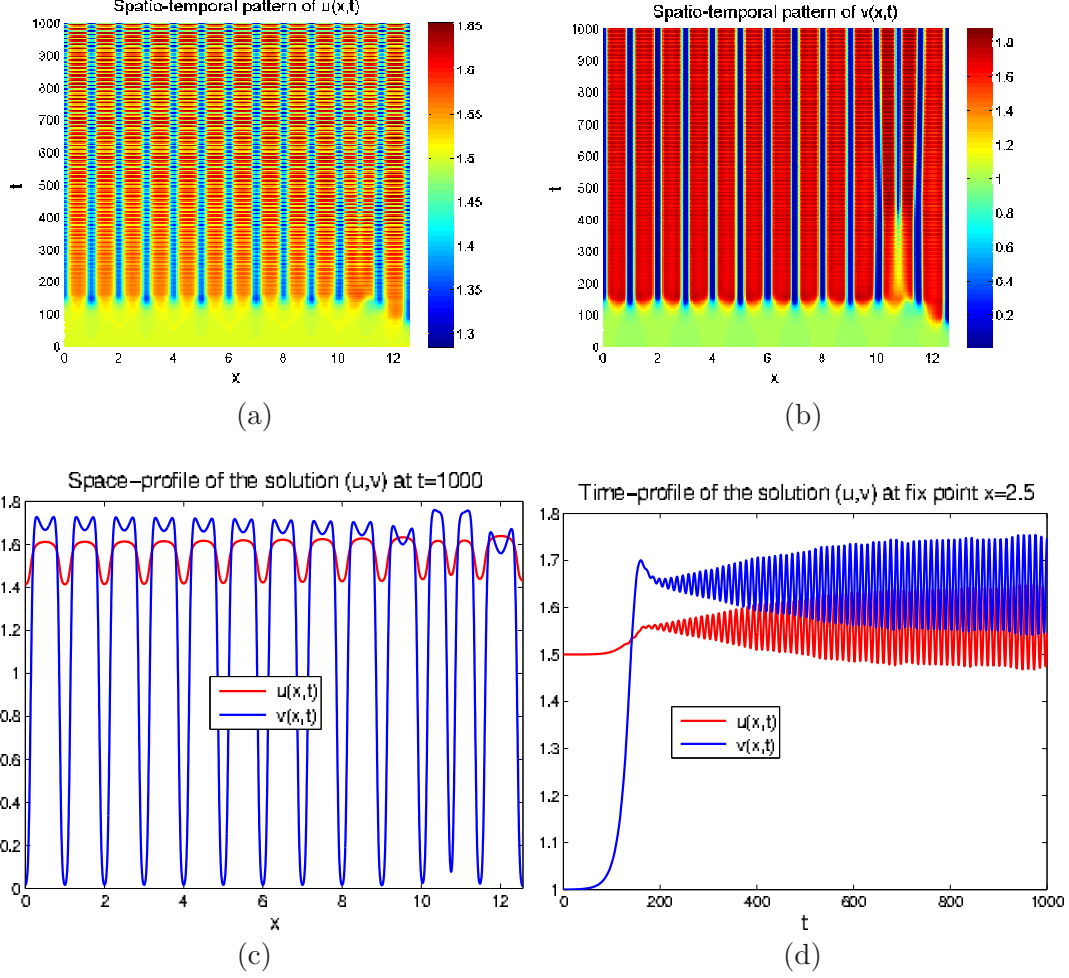 Spatio-temporal pattern of u(x,t)
1000
900
800
700
600
500
400
300
200
100
0
t
0 2 4 6 8 10 12
x
1.65
1.6
1.55
1.5
1.45
1.4
1.35
1.3
(a)
Spatio-temporal pattern of v(x,t)
1000
900
800
700
600
500
400
300
200
100
0
t
0 2 4 6 8 10 12
x
1.8
1.6
1.4
1.2
1
0.8
0.6
0.4
0.2
(b)
Space-profile of the solution (u,v) at t=1000
1.8
1.6
1.4
1.2
1
0.8
0.6
0.4
0.2
0
0 2 4 6 8 10 12
x
u(x,t)
v(x,t)
(c)
Time-profile of the solution (u,v) at fix point x=2.5
1.8
1.7
1.6
1.5
1.4
1.3
1.2
1.1
1
0 200 400 600 800 1000
t
u(x,t)
v(x,t)
(d)